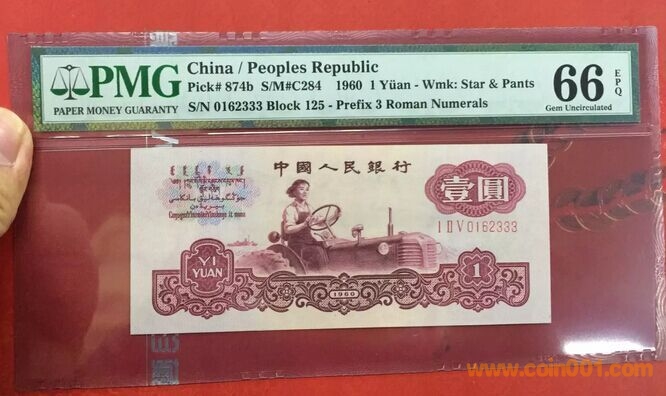 PMG
PAPER MONEY GUARANTY
China / Peoples Republic
Pick# 874b S/M#C284 1960 1 Yüan - Wmk: Star & Pants
S/N 0162333 Block 125 - Prefix 3 Roman Numerals
66 EPQ
Gem Uncirculated
中國人民銀行
壹圓
I II V 0162333
YI
YUAN
1960
1
www.coin001.com